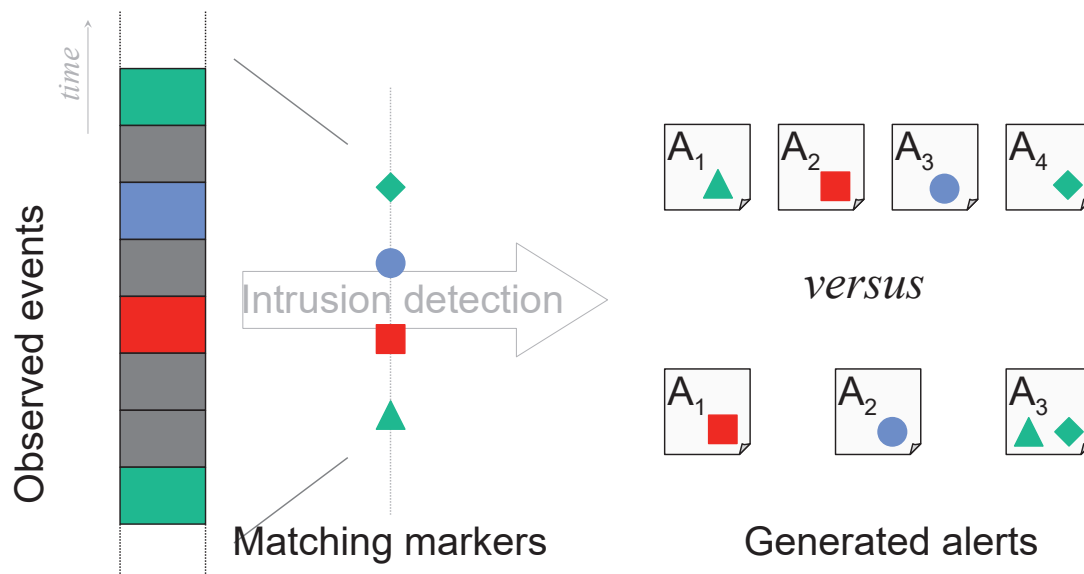 time
Observed events
Intrusion detection
Matching markers
A1
A2
A3
A4
versus
A1
A2
A3
Generated alerts